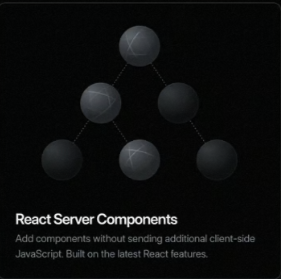 React Server Components
Add components without sending additional client-side
JavaScript. Built on the latest React features.